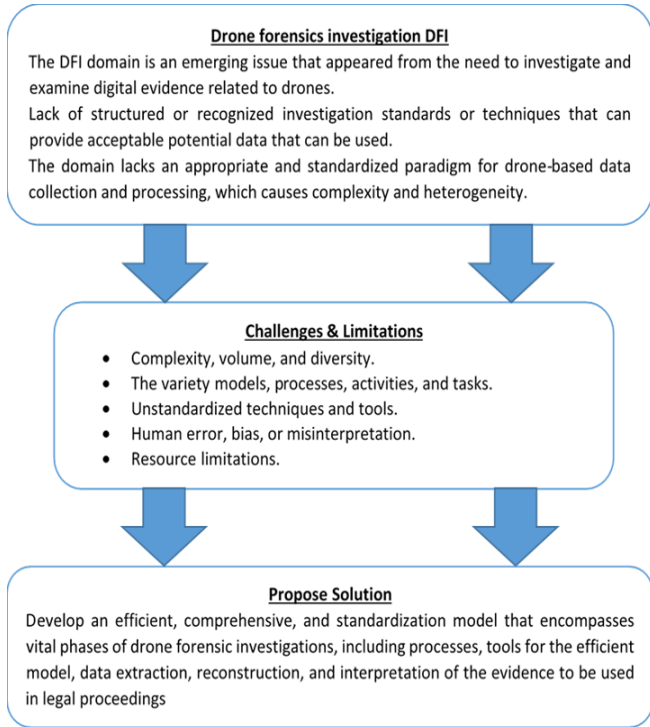 Drone forensics investigation DFI
The DFI domain is an emerging issue that appeared from the need to investigate and
examine digital evidence related to drones.
Lack of structured or recognized investigation standards or techniques that can
provide acceptable potential data that can be used.
The domain lacks an appropriate and standardized paradigm for drone-based data
collection and processing, which causes complexity and heterogeneity.
Challenges & Limitations
• Complexity, volume, and diversity.
• The variety models, processes, activities, and tasks.
• Unstandardized techniques and tools.
• Human error, bias, or misinterpretation.
• Resource limitations.
Propose Solution
Develop an efficient, comprehensive, and standardization model that encompasses
vital phases of drone forensic investigations, including processes, tools for the efficient
model, data extraction, reconstruction, and interpretation of the evidence to be used
in legal proceedings